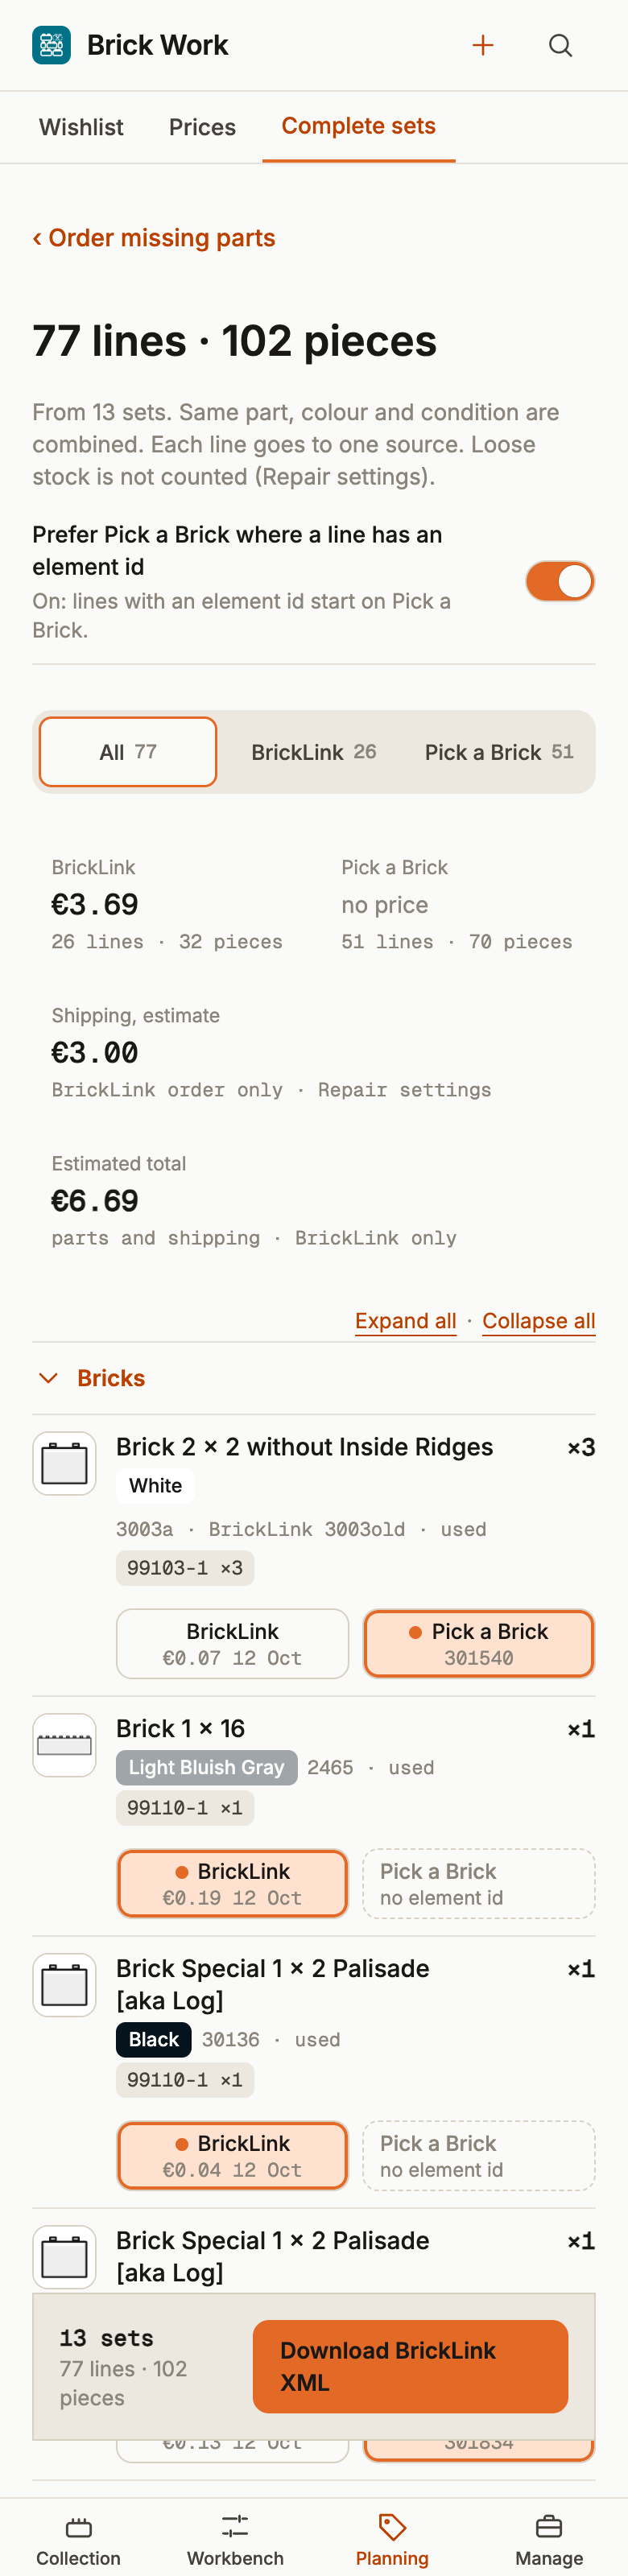 Brick Work
Wishlist
Prices
Complete sets
‹ Order missing parts
77 lines · 102 pieces
From 13 sets. Same part, colour and condition are
combined. Each line goes to one source. Loose
stock is not counted (Repair settings).
Prefer Pick a Brick where a line has an
element id
On: lines with an element id start on Pick a
Brick.
All 77
BrickLink 26
Pick a Brick 51
BrickLink
€3.69
26 lines · 32 pieces
Pick a Brick
no price
51 lines · 70 pieces
Shipping, estimate
€3.00
BrickLink order only · Repair settings
Estimated total
€6.69
parts and shipping · BrickLink only
Expand all · Collapse all
Bricks
Brick 2 × 2 without Inside Ridges ×3
White
3003a · BrickLink 3003old · used
99103-1 ×3
BrickLink
€0.07 12 Oct
Pick a Brick
301540
Brick 1 × 16 ×1
Light Bluish Gray 2465 · used
99110-1 ×1
BrickLink
€0.19 12 Oct
Pick a Brick
no element id
Brick Special 1 × 2 Palisade ×1
[aka Log]
Black 30136 · used
99110-1 ×1
BrickLink
€0.04 12 Oct
Pick a Brick
no element id
Brick Special 1 × 2 Palisade ×1
[aka Log]
13 sets
77 lines · 102
pieces
Download BrickLink
XML
€0.13 12 Oct
301834
Collection
Workbench
Planning
Manage